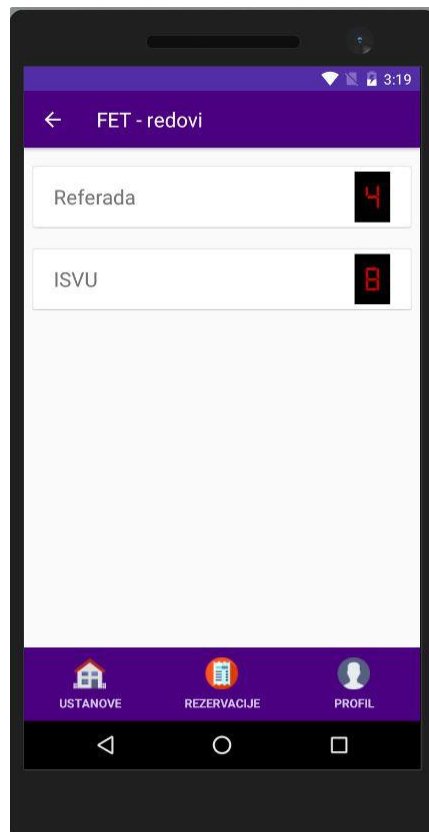 3:19
FET - redovi
Referada 4
ISVU 8
USTANOVE REZERVACIJE PROFIL